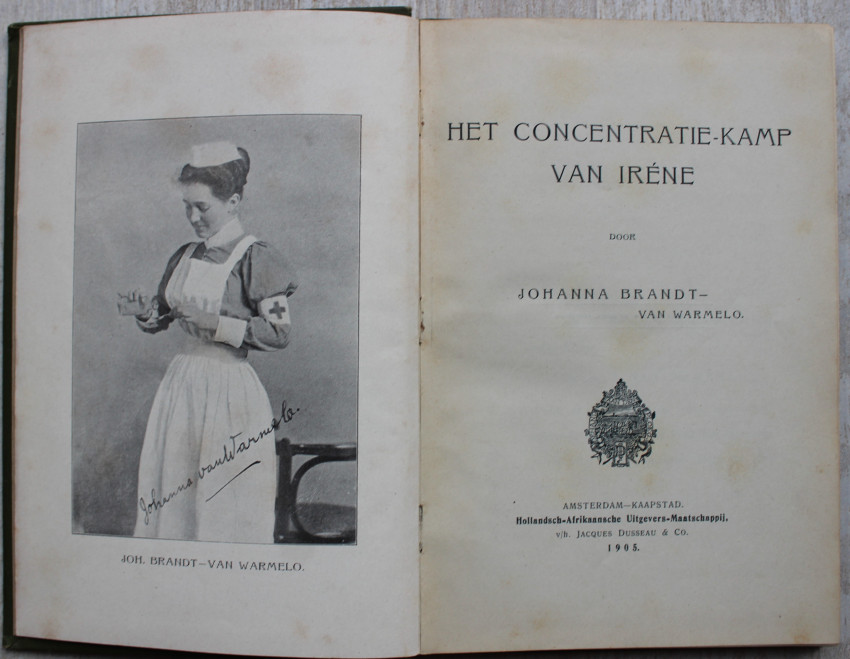 Johanna van Warmelo.
JOH. BRANDT–VAN WARMELO.
HET CONCENTRATIE-KAMP
VAN IRÉNE
DOOR
JOHANNA BRANDT–
VAN WARMELO.
AMSTERDAM—KAAPSTAD.
Hollandsch-Afrikaansche Uitgevers-Maatschappij,
v/h. JACQUES DUSSEAU & Co.
1905.